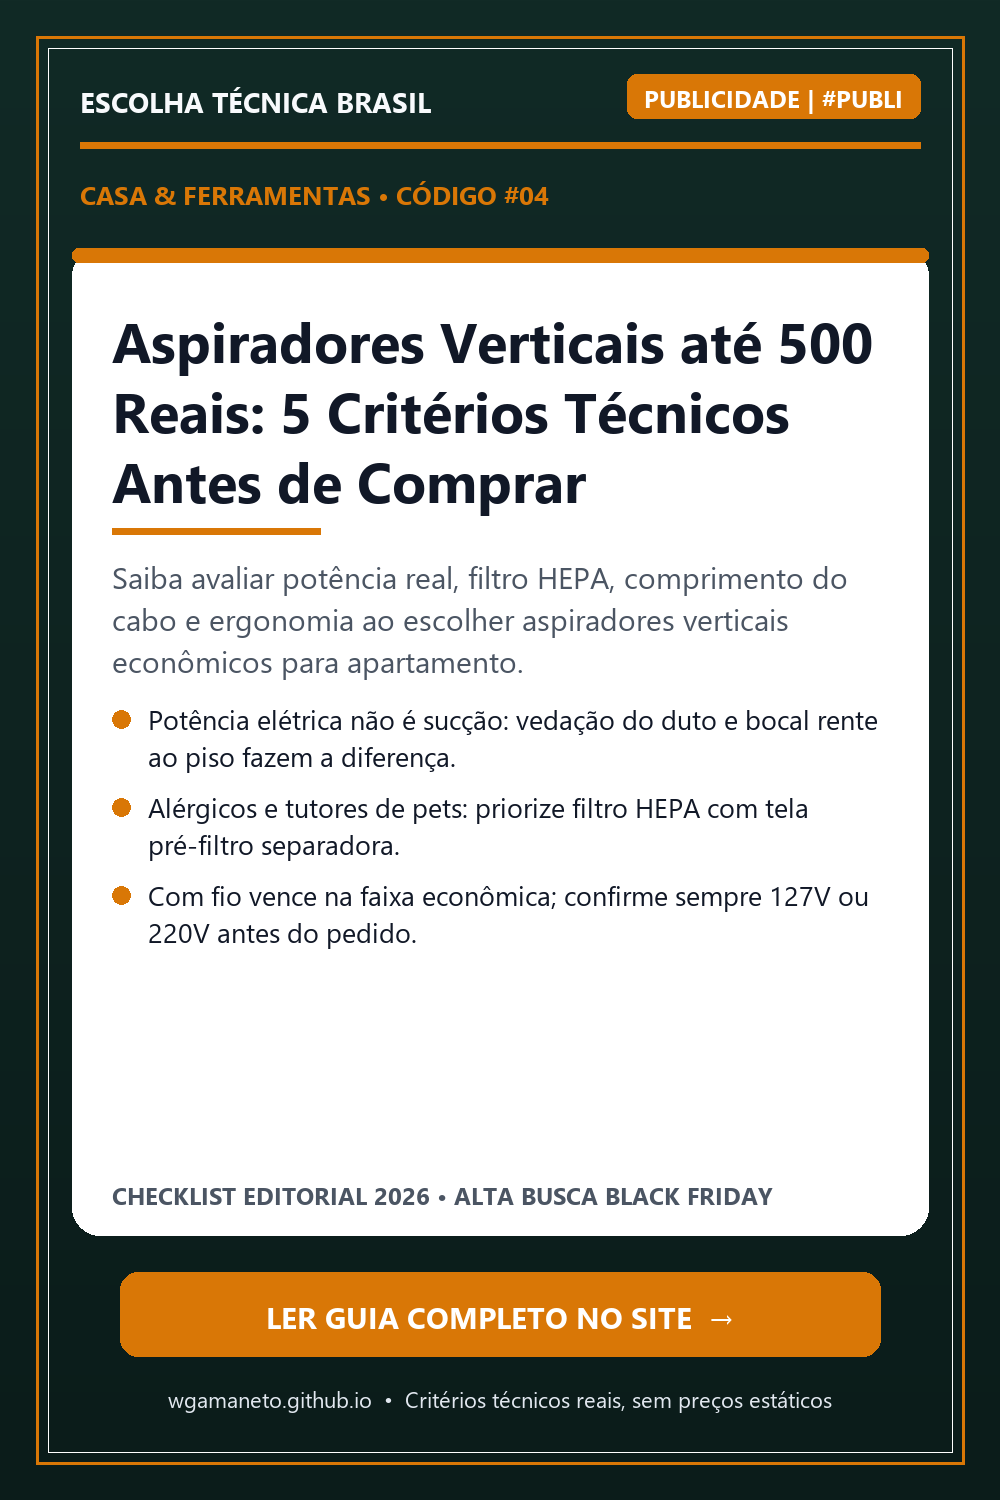 ESCOLHA TÉCNICA BRASIL
PUBLICIDADE | #PUBLI
CASA & FERRAMENTAS • CÓDIGO #04
Aspiradores Verticais até 500
Reais: 5 Critérios Técnicos
Antes de Comprar
Saiba avaliar potência real, filtro HEPA, comprimento do
cabo e ergonomia ao escolher aspiradores verticais
econômicos para apartamento.
Potência elétrica não é sucção: vedação do duto e bocal rente
ao piso fazem a diferença.
Alérgicos e tutores de pets: priorize filtro HEPA com tela
pré-filtro separadora.
Com fio vence na faixa econômica; confirme sempre 127V ou
220V antes do pedido.
CHECKLIST EDITORIAL 2026 • ALTA BUSCA BLACK FRIDAY
LER GUIA COMPLETO NO SITE →
wgamaneto.github.io • Critérios técnicos reais, sem preços estáticos